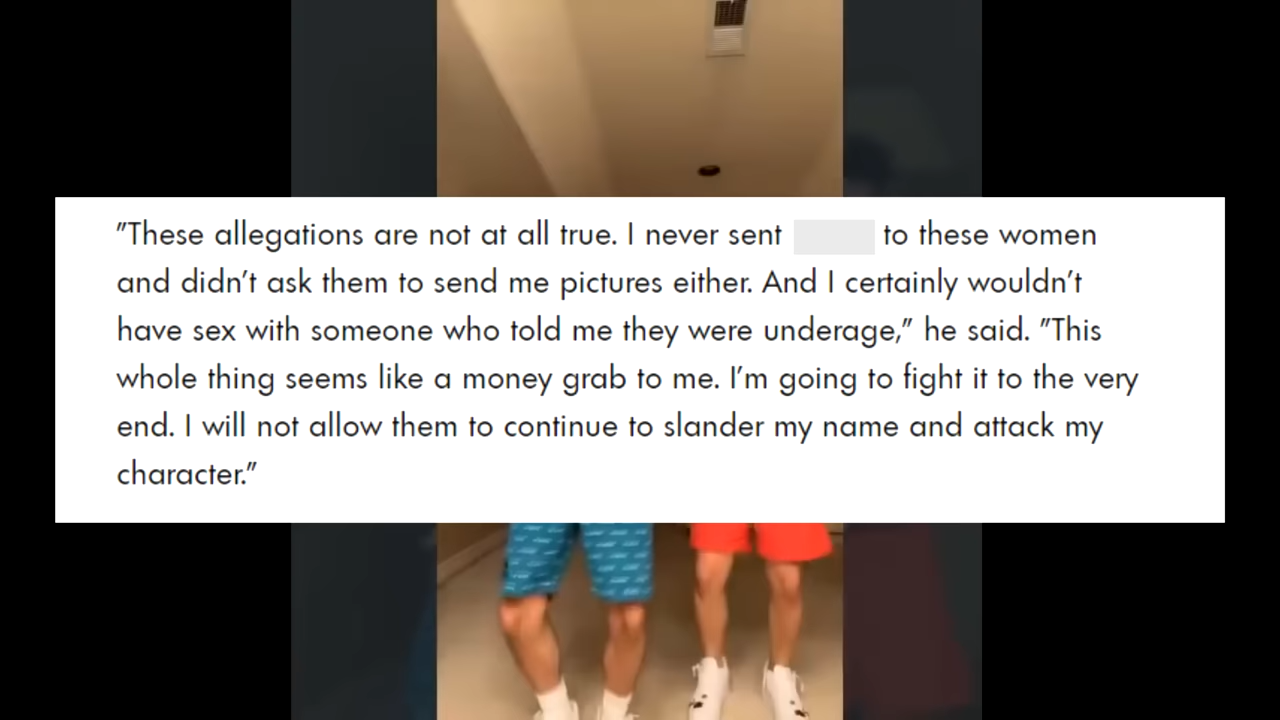 "These allegations are not at all true. I never sent to these women
and didn't ask them to send me pictures either. And I certainly wouldn't
have sex with someone who told me they were underage," he said. "This
whole thing seems like a money grab to me. I'm going to fight it to the very
end. I will not allow them to continue to slander my name and attack my
character."